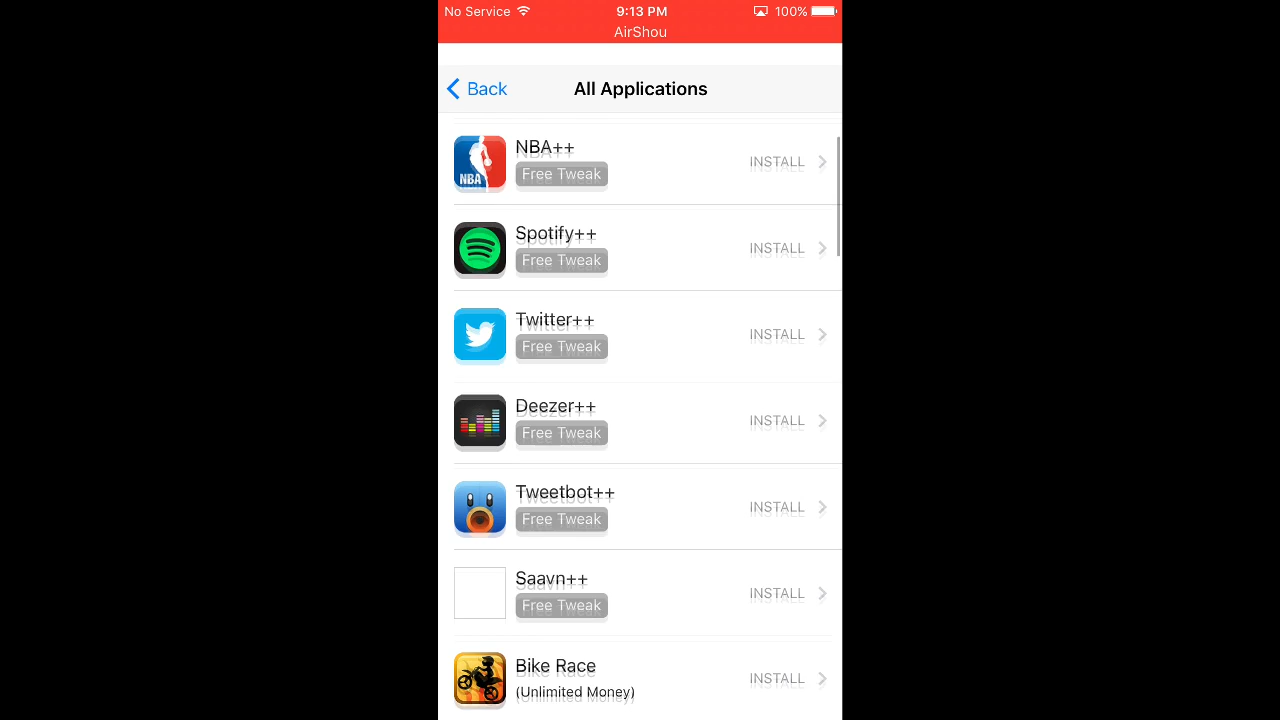 No Service 9:13 PM 100%
AirShou
Back All Applications
NBA++
NBA
Free Tweak
INSTALL
Spotify++
Free Tweak
INSTALL
Twitter++
Free Tweak
INSTALL
Deezer++
Free Tweak
INSTALL
Tweetbot++
Free Tweak
INSTALL
Saavn++
Free Tweak
INSTALL
Bike Race
(Unlimited Money)
INSTALL